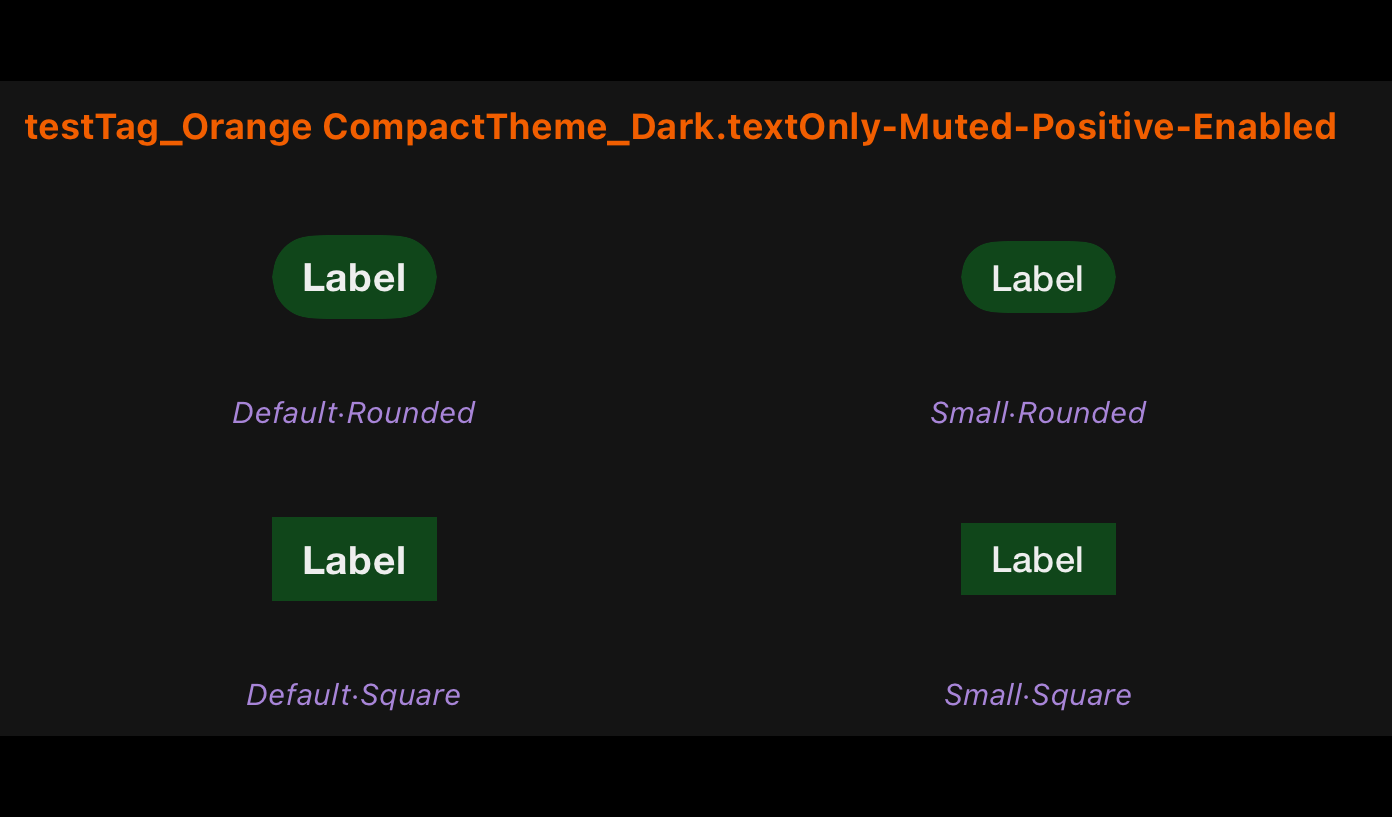 testTag_Orange CompactTheme_Dark.textOnly-Muted-Positive-Enabled
Label
Label
Default·Rounded
Small·Rounded
Label
Label
Default·Square
Small·Square